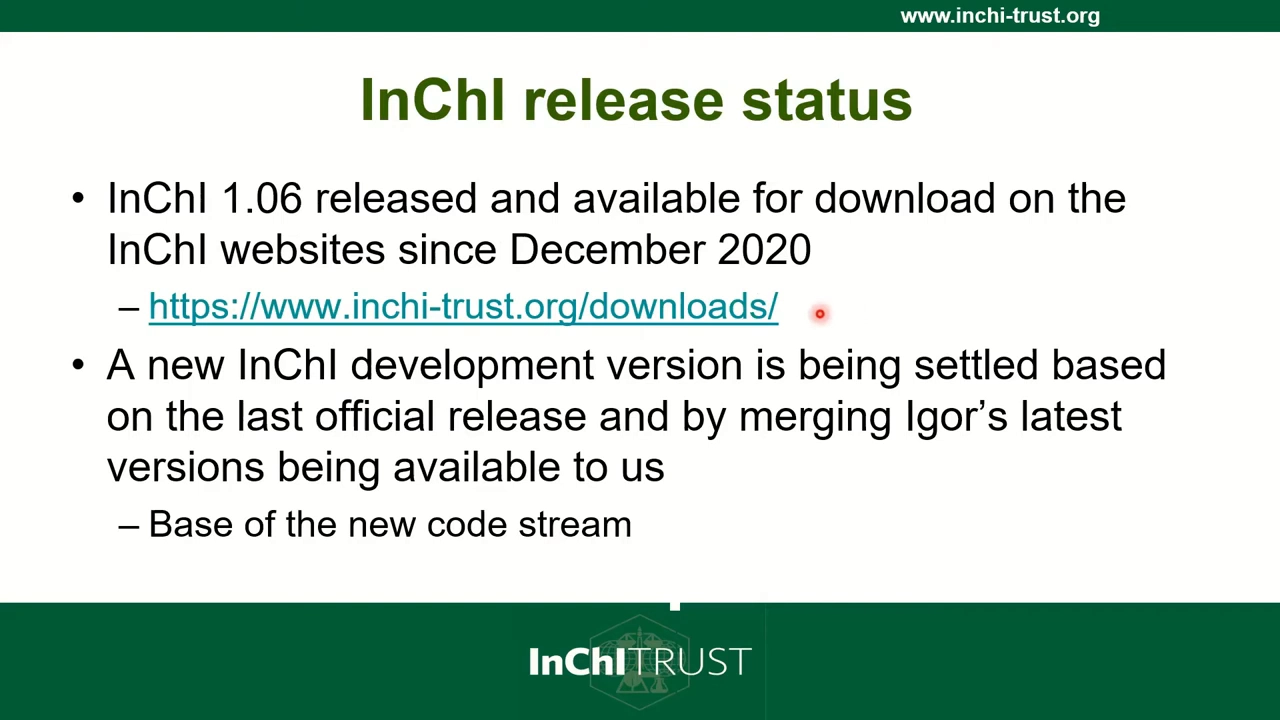 www.inchi-trust.org
InChI release status
• InChI 1.06 released and available for download on the
InChI websites since December 2020
– https://www.inchi-trust.org/downloads/
• A new InChI development version is being settled based
on the last official release and by merging Igor’s latest
versions being available to us
– Base of the new code stream
InChITRUST